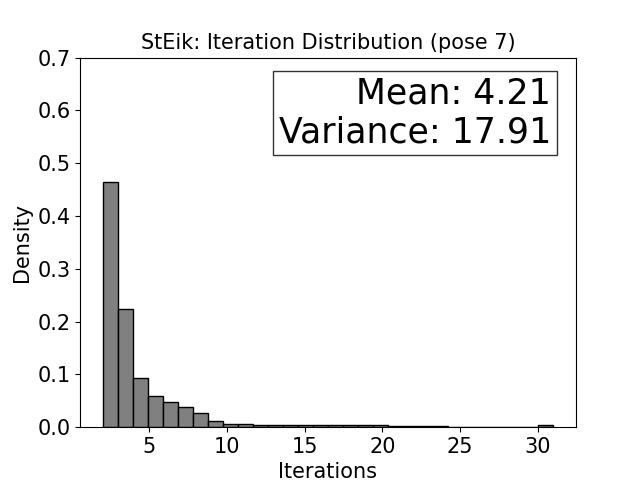 StEik: Iteration Distribution (pose 7)
Mean: 4.21
Variance: 17.91
Density
0.7
0.6
0.5
0.4
0.3
0.2
0.1
0.0
5 10 15 20 25 30
Iterations